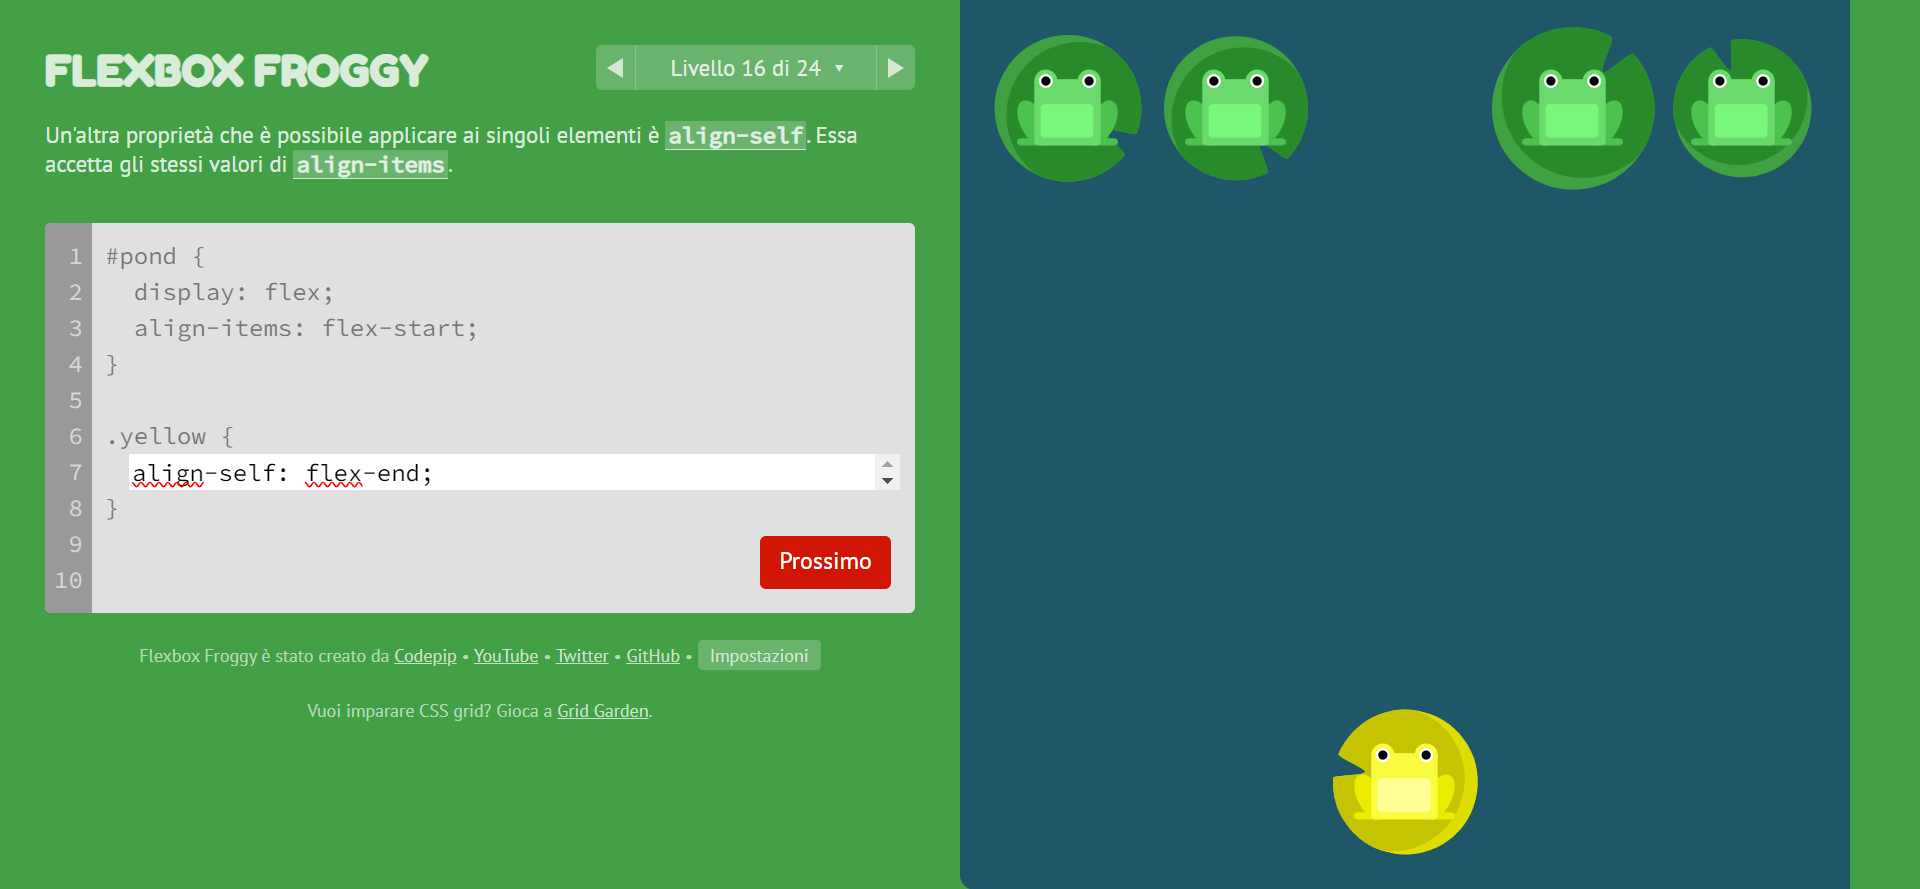 FLEXBOX FROGGY
Livello 16 di 24
Un'altra proprietà che è possibile applicare ai singoli elementi è align-self. Essa
accetta gli stessi valori di align-items.
1 #pond {
2 display: flex;
3 align-items: flex-start;
4 }
5
6 .yellow {
7 align-self: flex-end;
8 }
9
10
Prossimo
Flexbox Froggy è stato creato da Codepip • YouTube • Twitter • GitHub • Impostazioni
Vuoi imparare CSS grid? Gioca a Grid Garden.